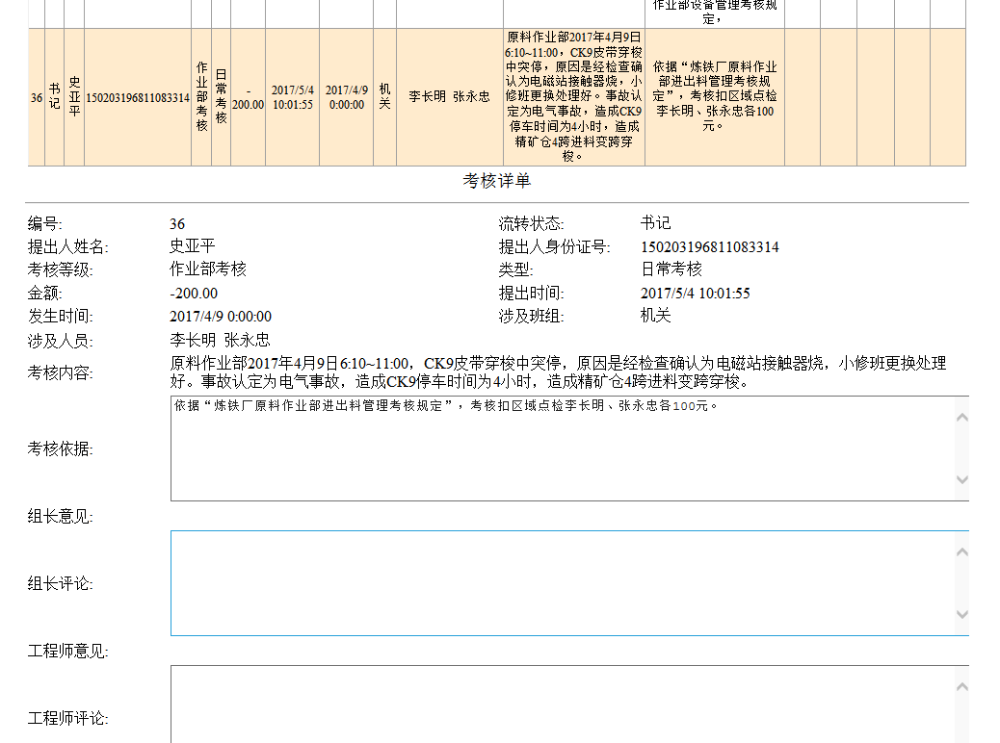 作业部设备管理考核规
定，
36
书
记
史
亚
平
150203196811083314
作
业
部
考
核
日
常
考
核
-
200.00
2017/5/4
10:01:55
2017/4/9
0:00:00
机
关
李长明 张永忠
原料作业部2017年4月9日
6:10~11:00，CK9皮带穿梭
中突停，原因是经检查确
认为电磁站接触器烧，小
修班更换处理好。事故认
定为电气事故，造成CK9
停车时间为4小时，造成
精矿仓4跨进料变跨穿
梭。
依据“炼铁厂原料作业
部进出料管理考核规
定”，考核扣区域点检
李长明、张永忠各100
元。
考核详单
编号: 36 流转状态: 书记
提出人姓名: 史亚平 提出人身份证号: 150203196811083314
考核等级: 作业部考核 类型: 日常考核
金额: -200.00 提出时间: 2017/5/4 10:01:55
发生时间: 2017/4/9 0:00:00 涉及班组: 机关
涉及人员: 李长明 张永忠
考核内容:
原料作业部2017年4月9日6:10~11:00，CK9皮带穿梭中突停，原因是经检查确认为电磁站接触器烧，小修班更换处理
好。事故认定为电气事故，造成CK9停车时间为4小时，造成精矿仓4跨进料变跨穿梭。
考核依据:
依据“炼铁厂原料作业部进出料管理考核规定”，考核扣区域点检李长明、张永忠各100元。
组长意见:
组长评论:
工程师意见:
工程师评论: